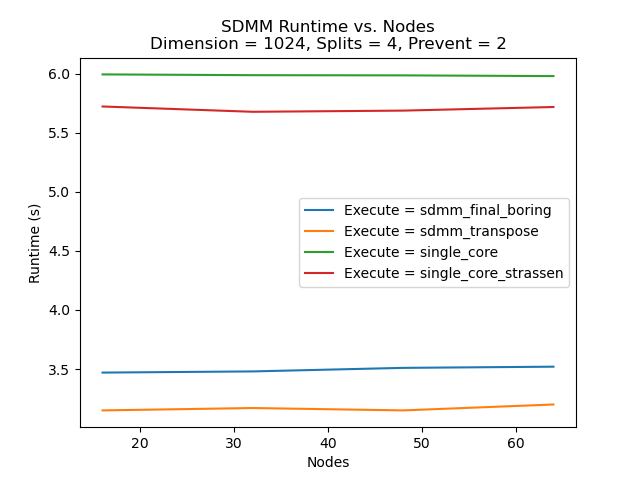 SDMM Runtime vs. Nodes
Dimension = 1024, Splits = 4, Prevent = 2
6.0
5.5
5.0
4.5
4.0
3.5
Runtime (s)
Execute = sdmm_final_boring
Execute = sdmm_transpose
Execute = single_core
Execute = single_core_strassen
20 30 40 50 60
Nodes